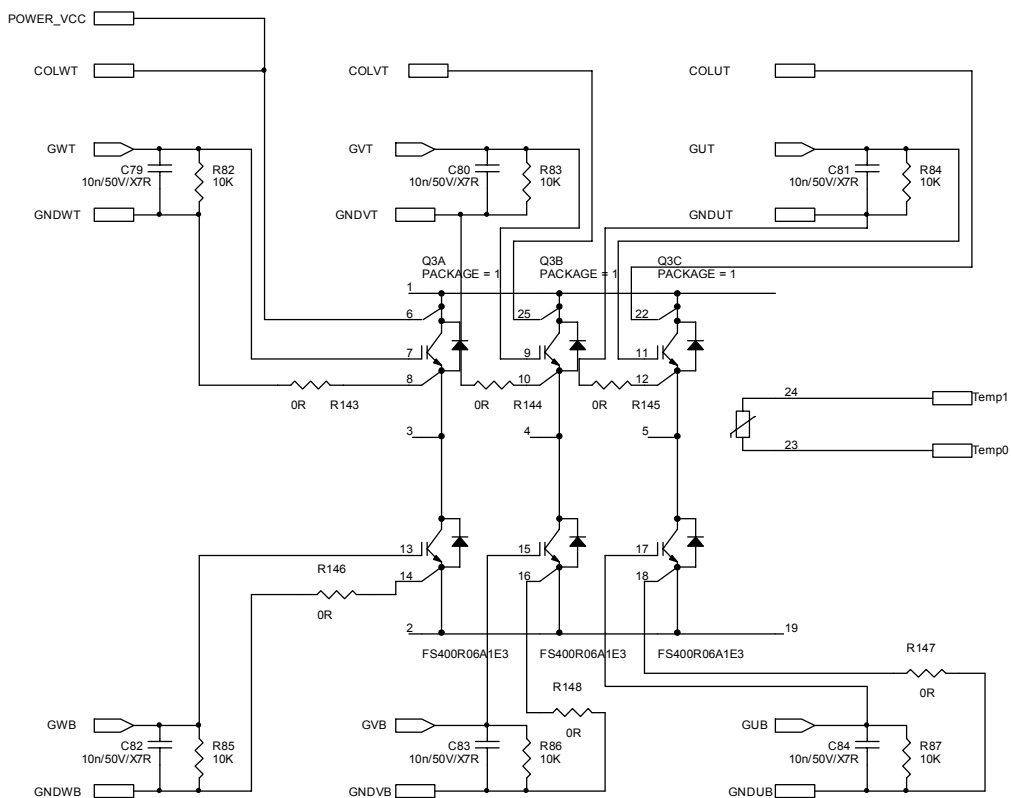 POWER_VCC
COLWT
COLVT
COLUT
GWT
C79
10n/50V/X7R
R82
10K
GVT
C80
10n/50V/X7R
R83
10K
GUT
C81
10n/50V/X7R
R84
10K
GNDWT
GNDVT
GNDUT
Q3A
PACKAGE = 1
Q3B
PACKAGE = 1
Q3C
PACKAGE = 1
1
6
25
22
7
9
11
8
10
12
0R
R143
0R
R144
0R
R145
24
Temp1
3
4
5
23
Temp0
13
15
17
R146
14
16
18
0R
2
19
FS400R06A1E3
FS400R06A1E3
FS400R06A1E3
R147
0R
R148
0R
GWB
C82
10n/50V/X7R
R85
10K
GVB
C83
10n/50V/X7R
R86
10K
GUB
C84
10n/50V/X7R
R87
10K
GNDWB
GNDVB
GNDUB